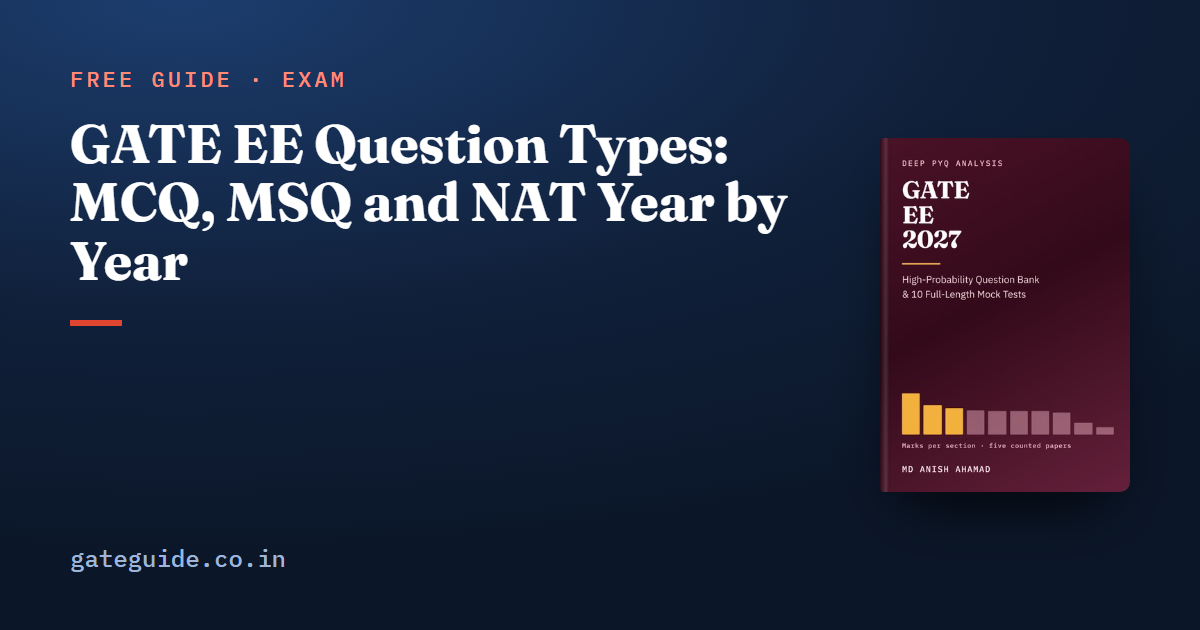 FREE GUIDE · EXAM
GATE EE Question Types:
MCQ, MSQ and NAT Year by
Year
gateguide.co.in
DEEP PYQ ANALYSIS
GATE
EE
2027
High-Probability Question Bank
& 10 Full-Length Mock Tests
Marks per section · five counted papers
MD ANISH AHAMAD